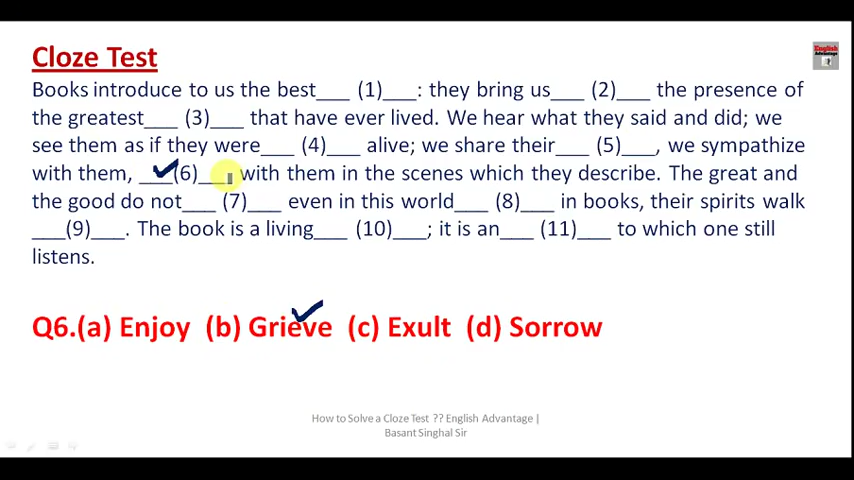 Cloze Test
English
Advantage
Books introduce to us the best___ (1)___: they bring us___ (2)___ the presence of
the greatest___ (3)___ that have ever lived. We hear what they said and did; we
see them as if they were___ (4)___ alive; we share their___ (5)___, we sympathize
with them, ___(6)___ with them in the scenes which they describe. The great and
the good do not___ (7)___ even in this world___ (8)___ in books, their spirits walk
___(9)___. The book is a living___ (10)___; it is an___ (11)___ to which one still
listens.
Q6.(a) Enjoy (b) Grieve (c) Exult (d) Sorrow
How to Solve a Cloze Test ?? English Advantage |
Basant Singhal Sir